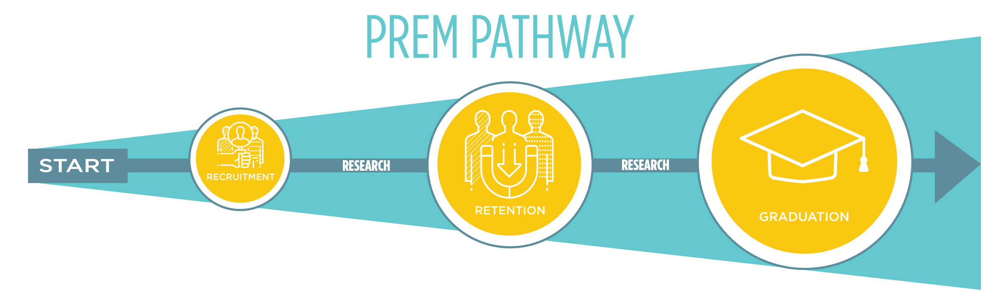 PREM PATHWAY
START
RECRUITMENT
RESEARCH
RETENTION
RESEARCH
GRADUATION